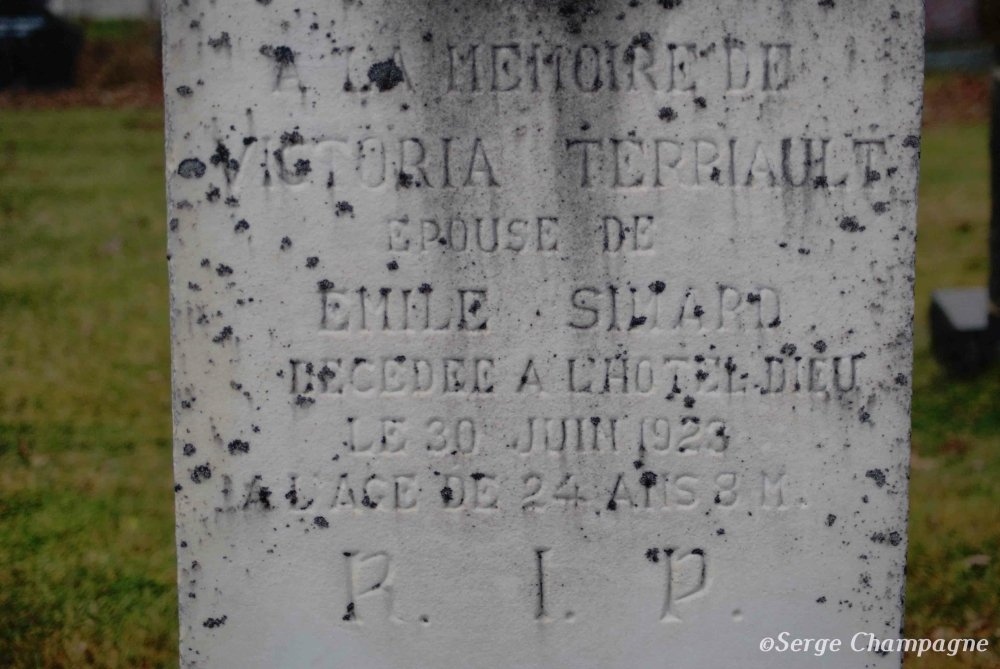 A LA MEMOIRE DE
VICTORIA TERRIAULT
EPOUSE DE
EMILE SIMARD
DECEDEE A L'HOTEL-DIEU
LE 30 JUIN 1923
A L'AGE DE 24 ANS 8 M.
R. I. P.
©Serge Champagne